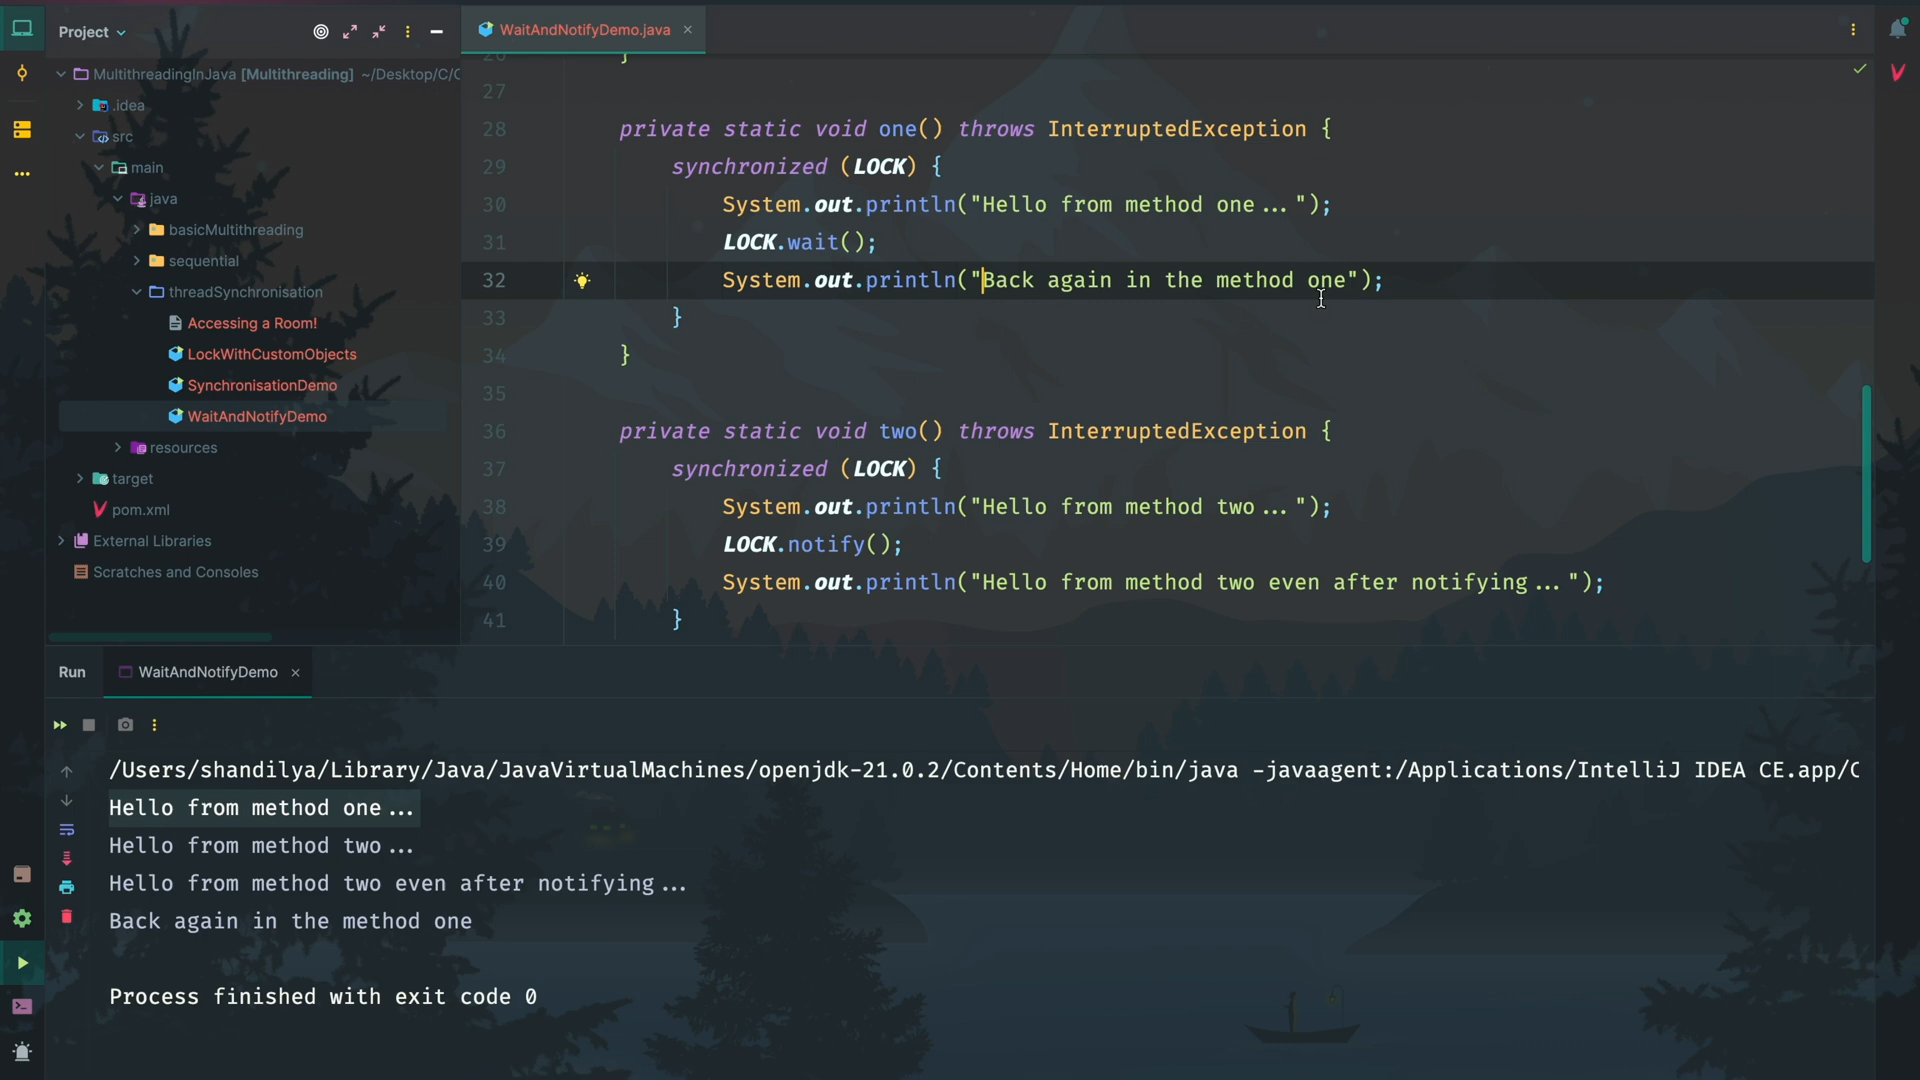 Project
WaitAndNotifyDemo.java
MultithreadingInJava [Multithreading] ~/Desktop/C/C
.idea
src
main
java
basicMultithreading
sequential
threadSynchronisation
Accessing a Room!
LockWithCustomObjects
SynchronisationDemo
WaitAndNotifyDemo
resources
target
pom.xml
External Libraries
Scratches and Consoles
26 }
27
28 private static void one() throws InterruptedException {
29 synchronized (LOCK) {
30 System.out.println("Hello from method one...");
31 LOCK.wait();
32 System.out.println("Back again in the method one");
33 }
34 }
35
36 private static void two() throws InterruptedException {
37 synchronized (LOCK) {
38 System.out.println("Hello from method two...");
39 LOCK.notify();
40 System.out.println("Hello from method two even after notifying...");
41 }
Run WaitAndNotifyDemo
/Users/shandilya/Library/Java/JavaVirtualMachines/openjdk-21.0.2/Contents/Home/bin/java -javaagent:/Applications/IntelliJ IDEA CE.app/C
Hello from method one...
Hello from method two...
Hello from method two even after notifying...
Back again in the method one
Process finished with exit code 0